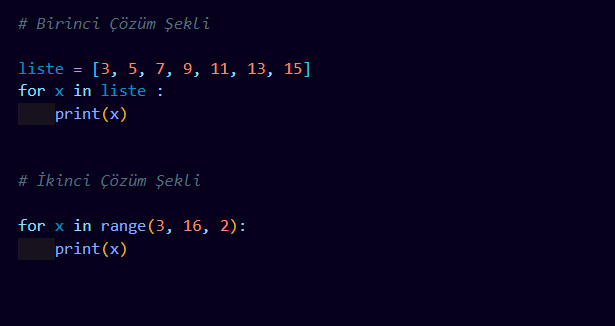 # Birinci Çözüm Şekli
liste = [3, 5, 7, 9, 11, 13, 15]
for x in liste :
    print(x)
# İkinci Çözüm Şekli
for x in range(3, 16, 2):
    print(x)